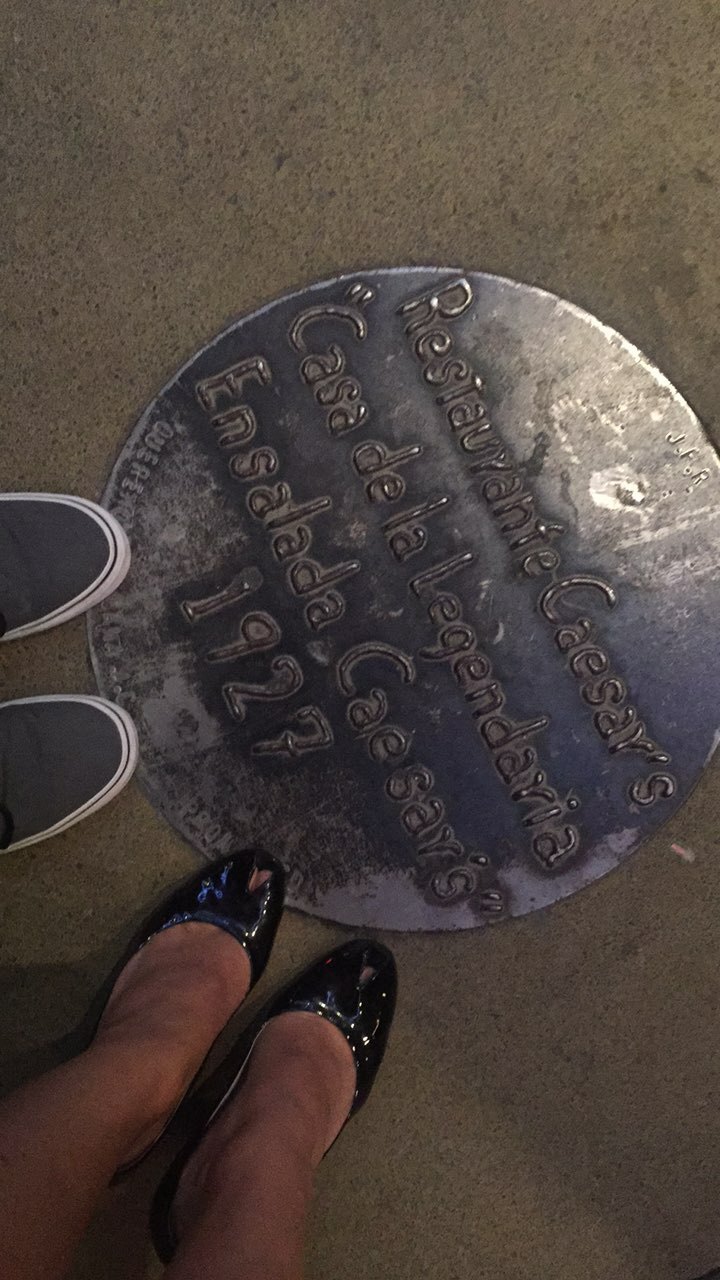 J.F.R.
Restaurante Caesar's
"Casa de la Legendaria
Ensalada Caesar's"
1927